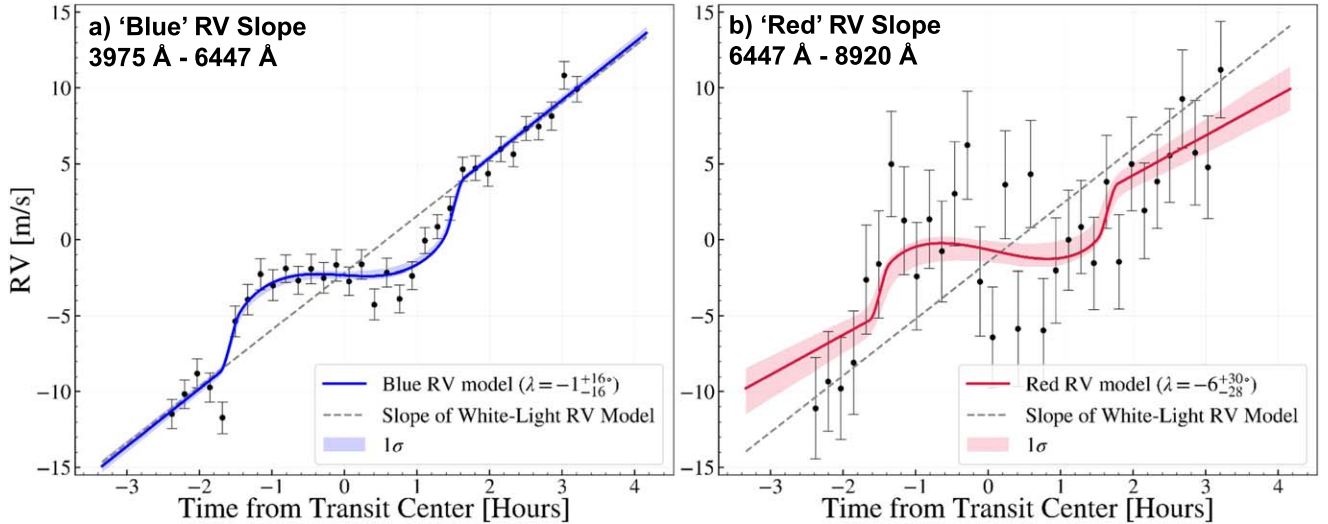 a) ‘Blue’ RV Slope
3975 Å - 6447 Å
b) ‘Red’ RV Slope
6447 Å - 8920 Å
RV [m/s]
15
10
5
0
−5
−10
−15
15
10
5
0
−5
−10
−15
Blue RV model (λ = −1+16∘−16)
Slope of White-Light RV Model
1σ
Red RV model (λ = −6+30∘−28)
Slope of White-Light RV Model
1σ
−3 −2 −1 0 1 2 3 4
−3 −2 −1 0 1 2 3 4
Time from Transit Center [Hours]
Time from Transit Center [Hours]